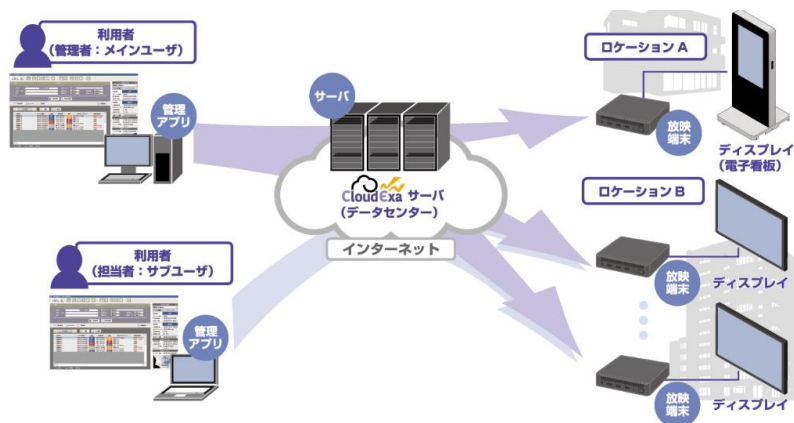 利用者
(管理者：メインユーザ)
管理
アプリ
利用者
(担当者：サブユーザ)
管理
アプリ
サーバ
CloudExa サーバ
(データセンター)
インターネット
ロケーション A
放映
端末
ディスプレイ
(電子看板)
ロケーション B
放映
端末
ディスプレイ
放映
端末
ディスプレイ